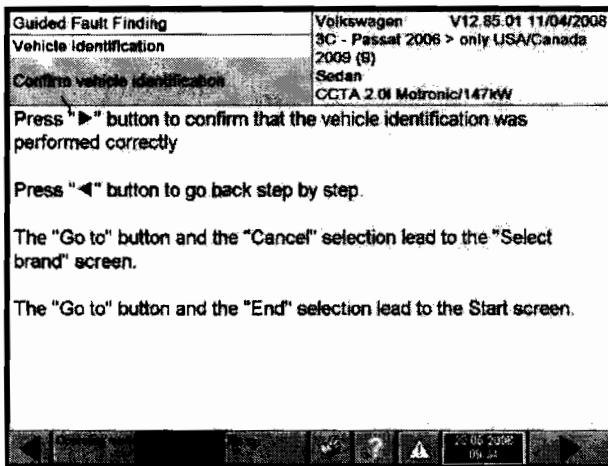 Guided Fault Finding
Vehicle identification
Confirm vehicle identification
Volkswagen V12.85.01 11/04/2008
3C - Passat 2006 > only USA/Canada
2009 (9)
Sedan
CCTA 2.0l Motronic/147kW
Press "▶" button to confirm that the vehicle identification was
performed correctly
Press "◀" button to go back step by step.
The "Go to" button and the "Cancel" selection lead to the "Select
brand" screen.
The "Go to" button and the "End" selection lead to the Start screen.